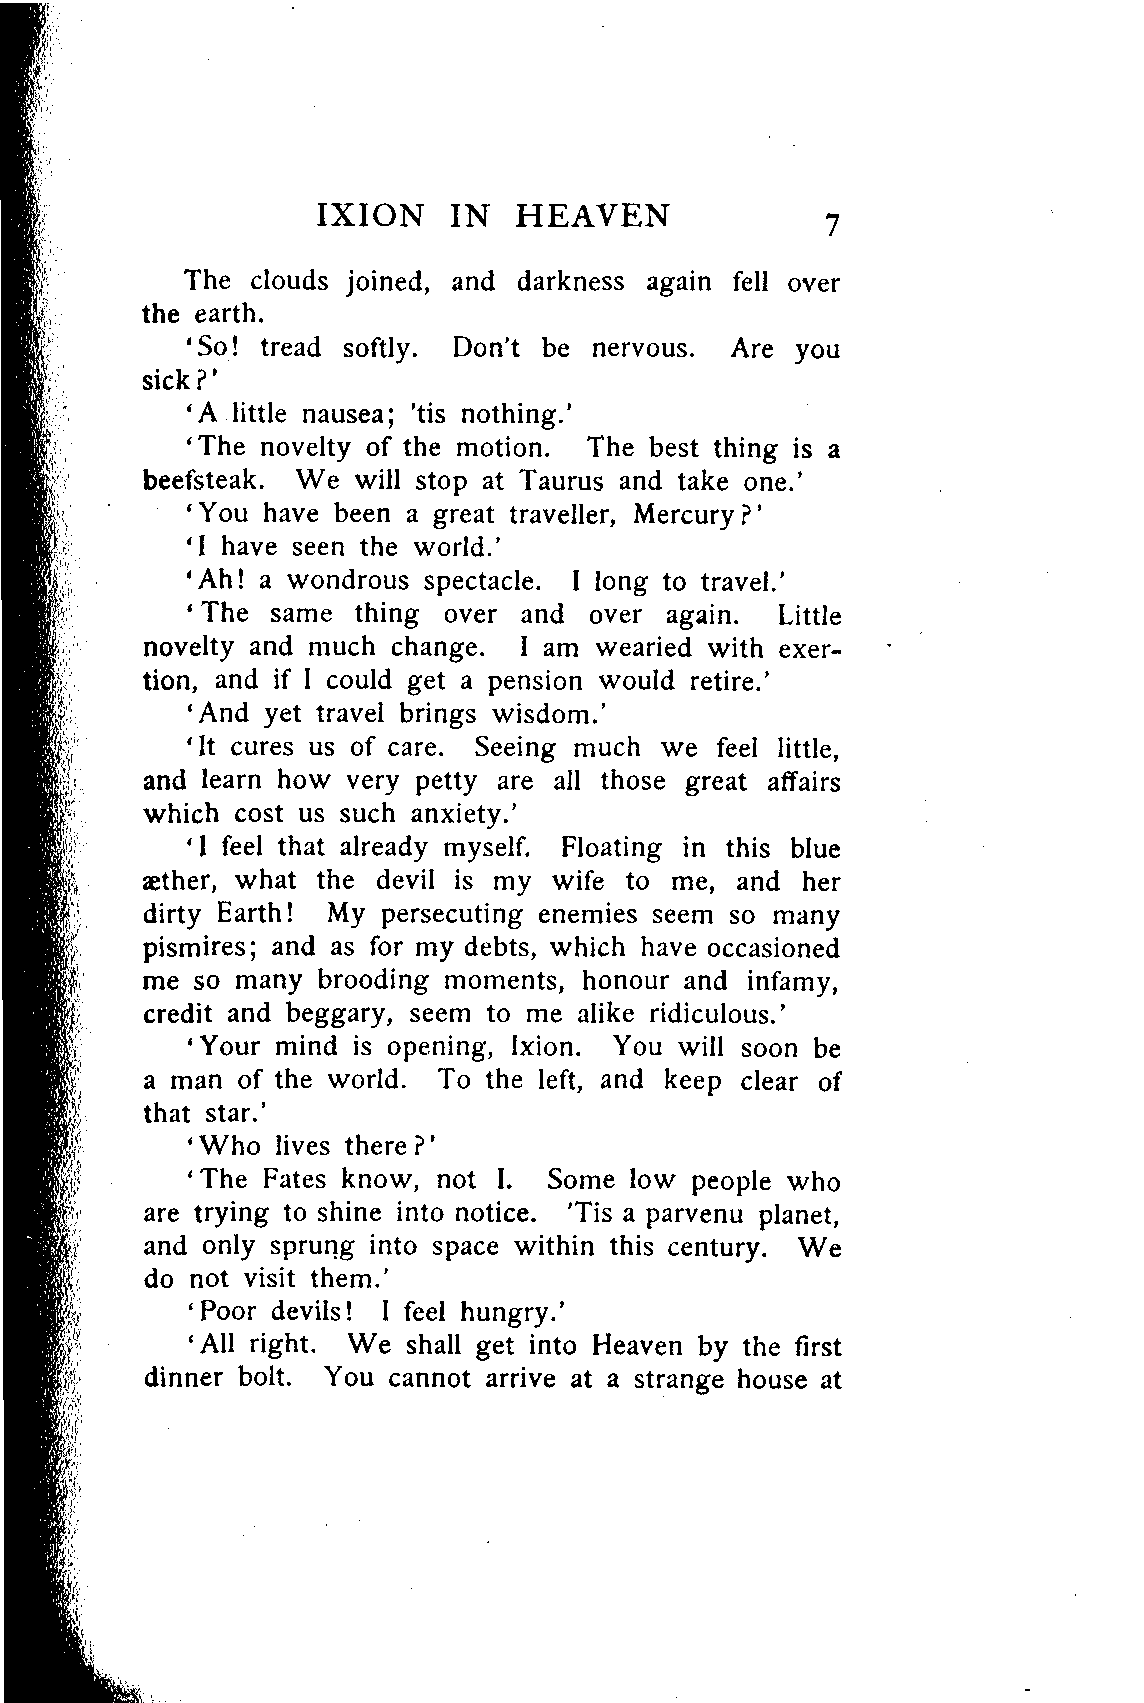 IXION IN HEAVEN 7
The clouds joined, and darkness again fell over
the earth.
'So! tread softly. Don't be nervous. Are you
sick?'
'A little nausea; 'tis nothing.'
'The novelty of the motion. The best thing is a
beefsteak. We will stop at Taurus and take one.'
'You have been a great traveller, Mercury?'
'I have seen the world.'
'Ah! a wondrous spectacle. I long to travel.'
'The same thing over and over again. Little
novelty and much change. I am wearied with exer-
tion, and if I could get a pension would retire.'
'And yet travel brings wisdom.'
'It cures us of care. Seeing much we feel little,
and learn how very petty are all those great affairs
which cost us such anxiety.'
'I feel that already myself. Floating in this blue
æther, what the devil is my wife to me, and her
dirty Earth! My persecuting enemies seem so many
pismires; and as for my debts, which have occasioned
me so many brooding moments, honour and infamy,
credit and beggary, seem to me alike ridiculous.'
'Your mind is opening, Ixion. You will soon be
a man of the world. To the left, and keep clear of
that star.'
'Who lives there?'
'The Fates know, not I. Some low people who
are trying to shine into notice. 'Tis a parvenu planet,
and only sprung into space within this century. We
do not visit them.'
'Poor devils! I feel hungry.'
'All right. We shall get into Heaven by the first
dinner bolt. You cannot arrive at a strange house at